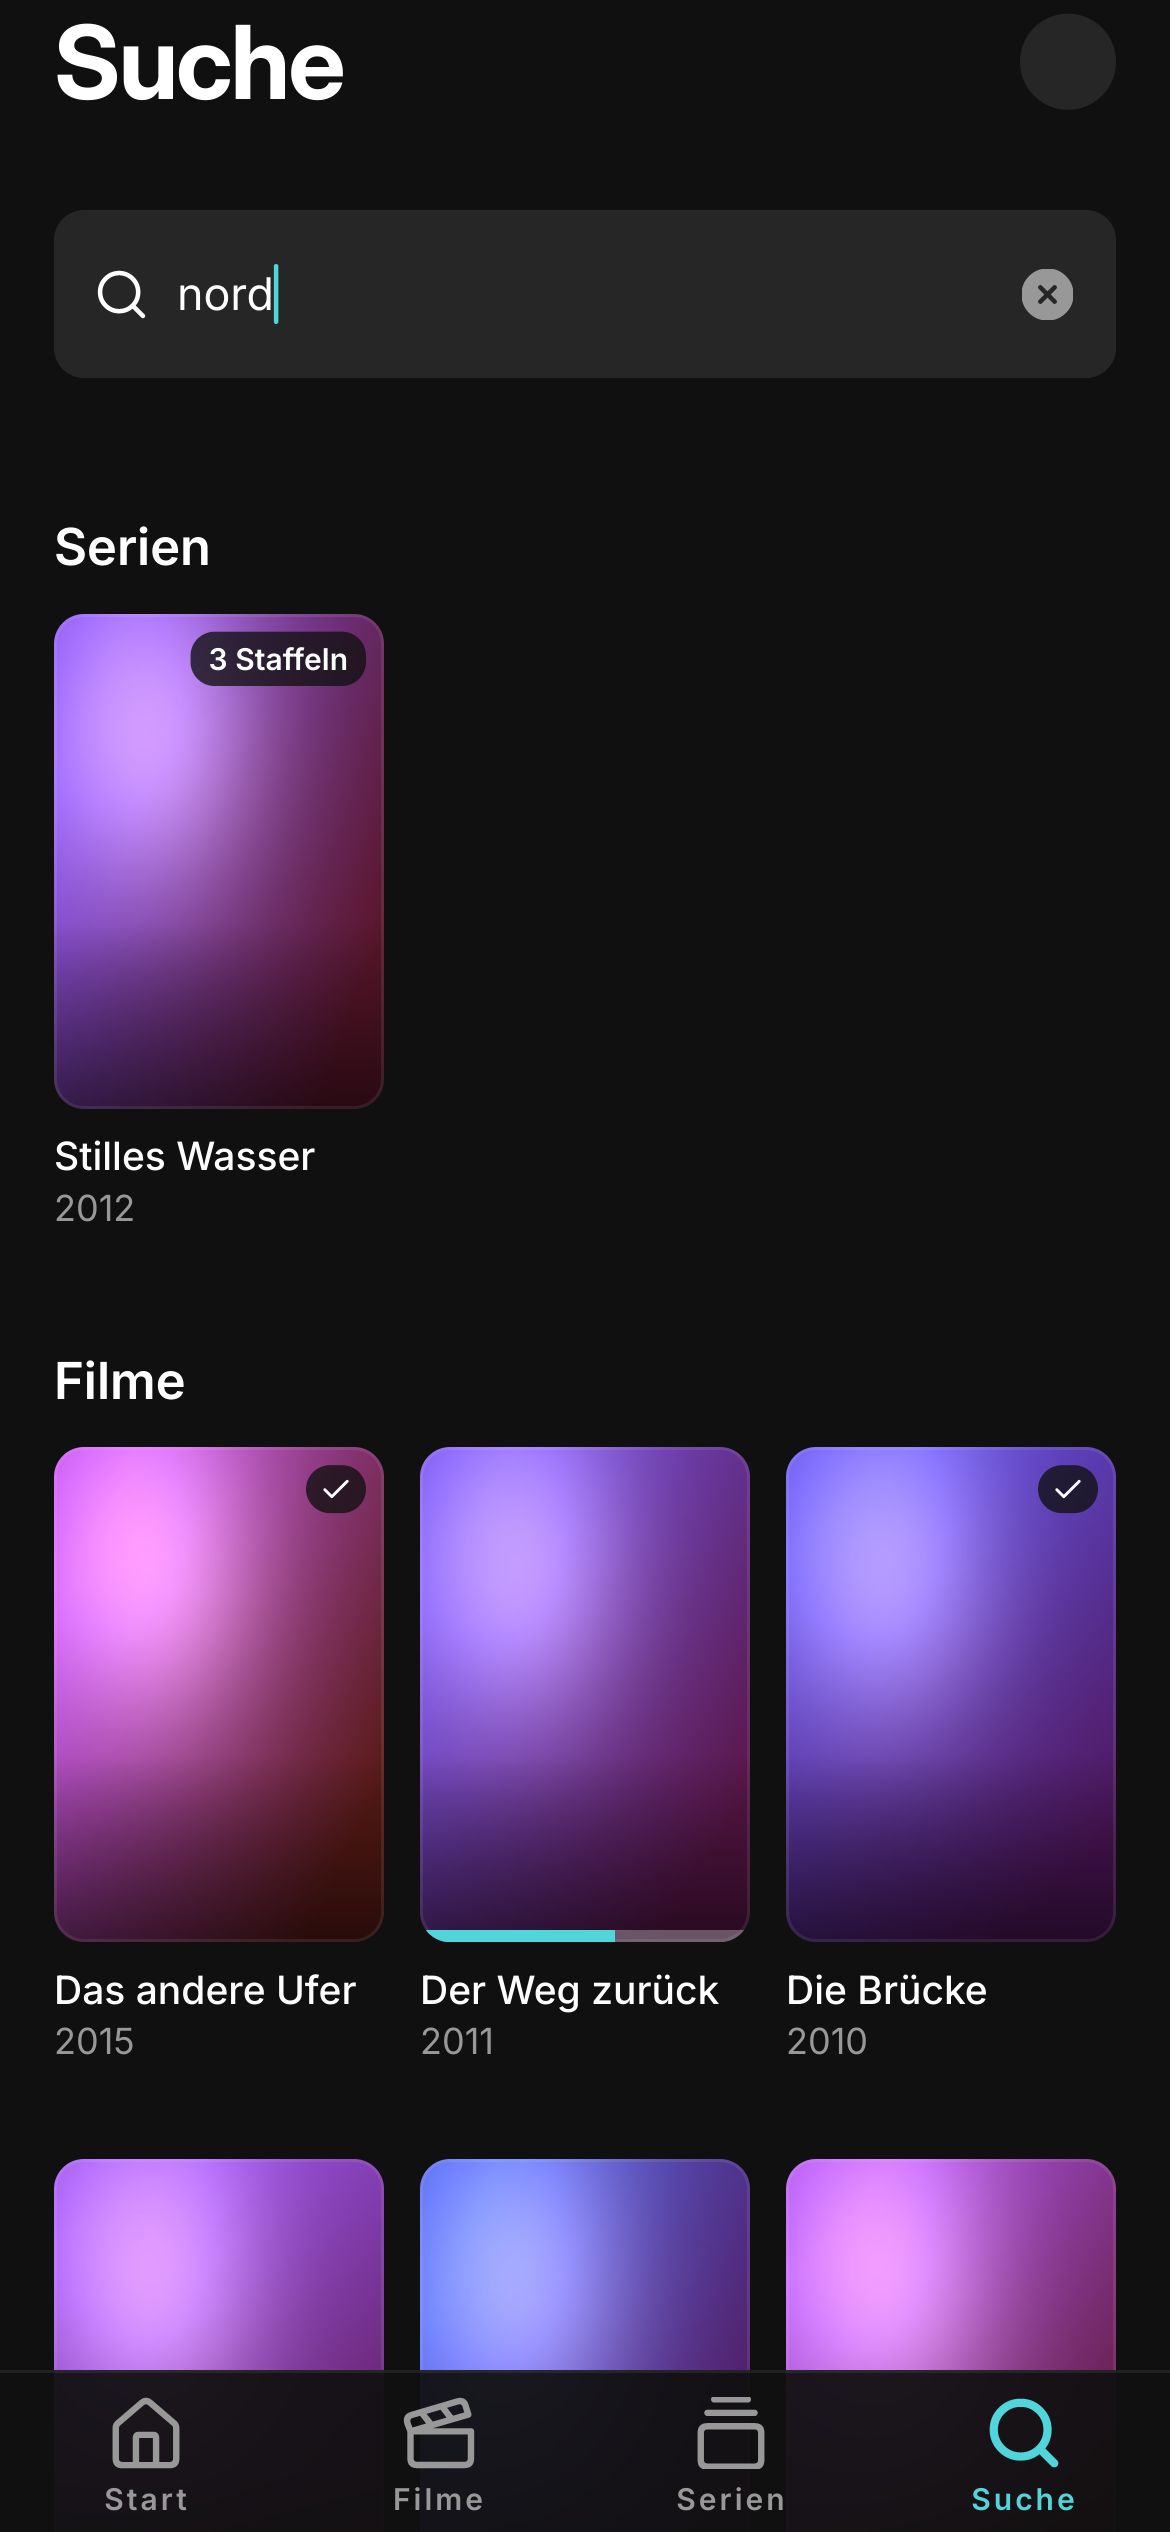 Suche
nord
Serien
3 Staffeln
Stilles Wasser
2012
Filme
Das andere Ufer
2015
Der Weg zurück
2011
Die Brücke
2010
Start
Filme
Serien
Suche